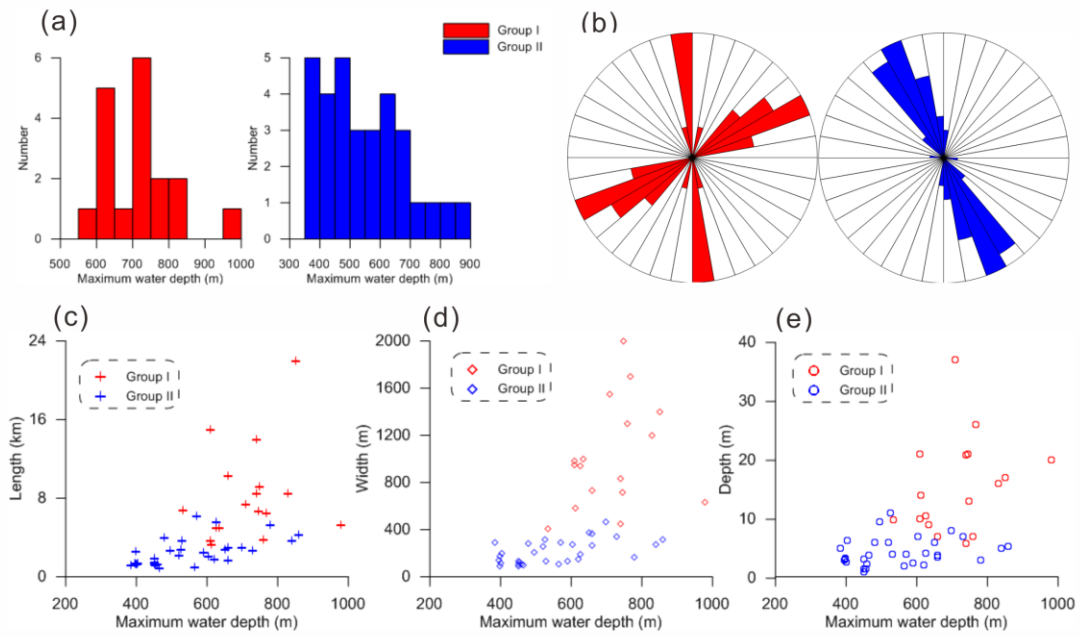 (a)
Group I
Group II
(b)
6
4
2
0
Number
500 600 700 800 900 1000
Maximum water depth (m)
5
4
3
2
1
0
Number
300 400 500 600 700 800 900
Maximum water depth (m)
(c)
24
16
8
0
Length (km)
Group I
Group II
200 400 600 800 1000
Maximum water depth (m)
(d)
2000
1600
1200
800
400
0
Width (m)
Group I
Group II
200 400 600 800 1000
Maximum water depth (m)
(e)
40
30
20
10
0
Depth (m)
Group I
Group II
200 400 600 800 1000
Maximum water depth (m)